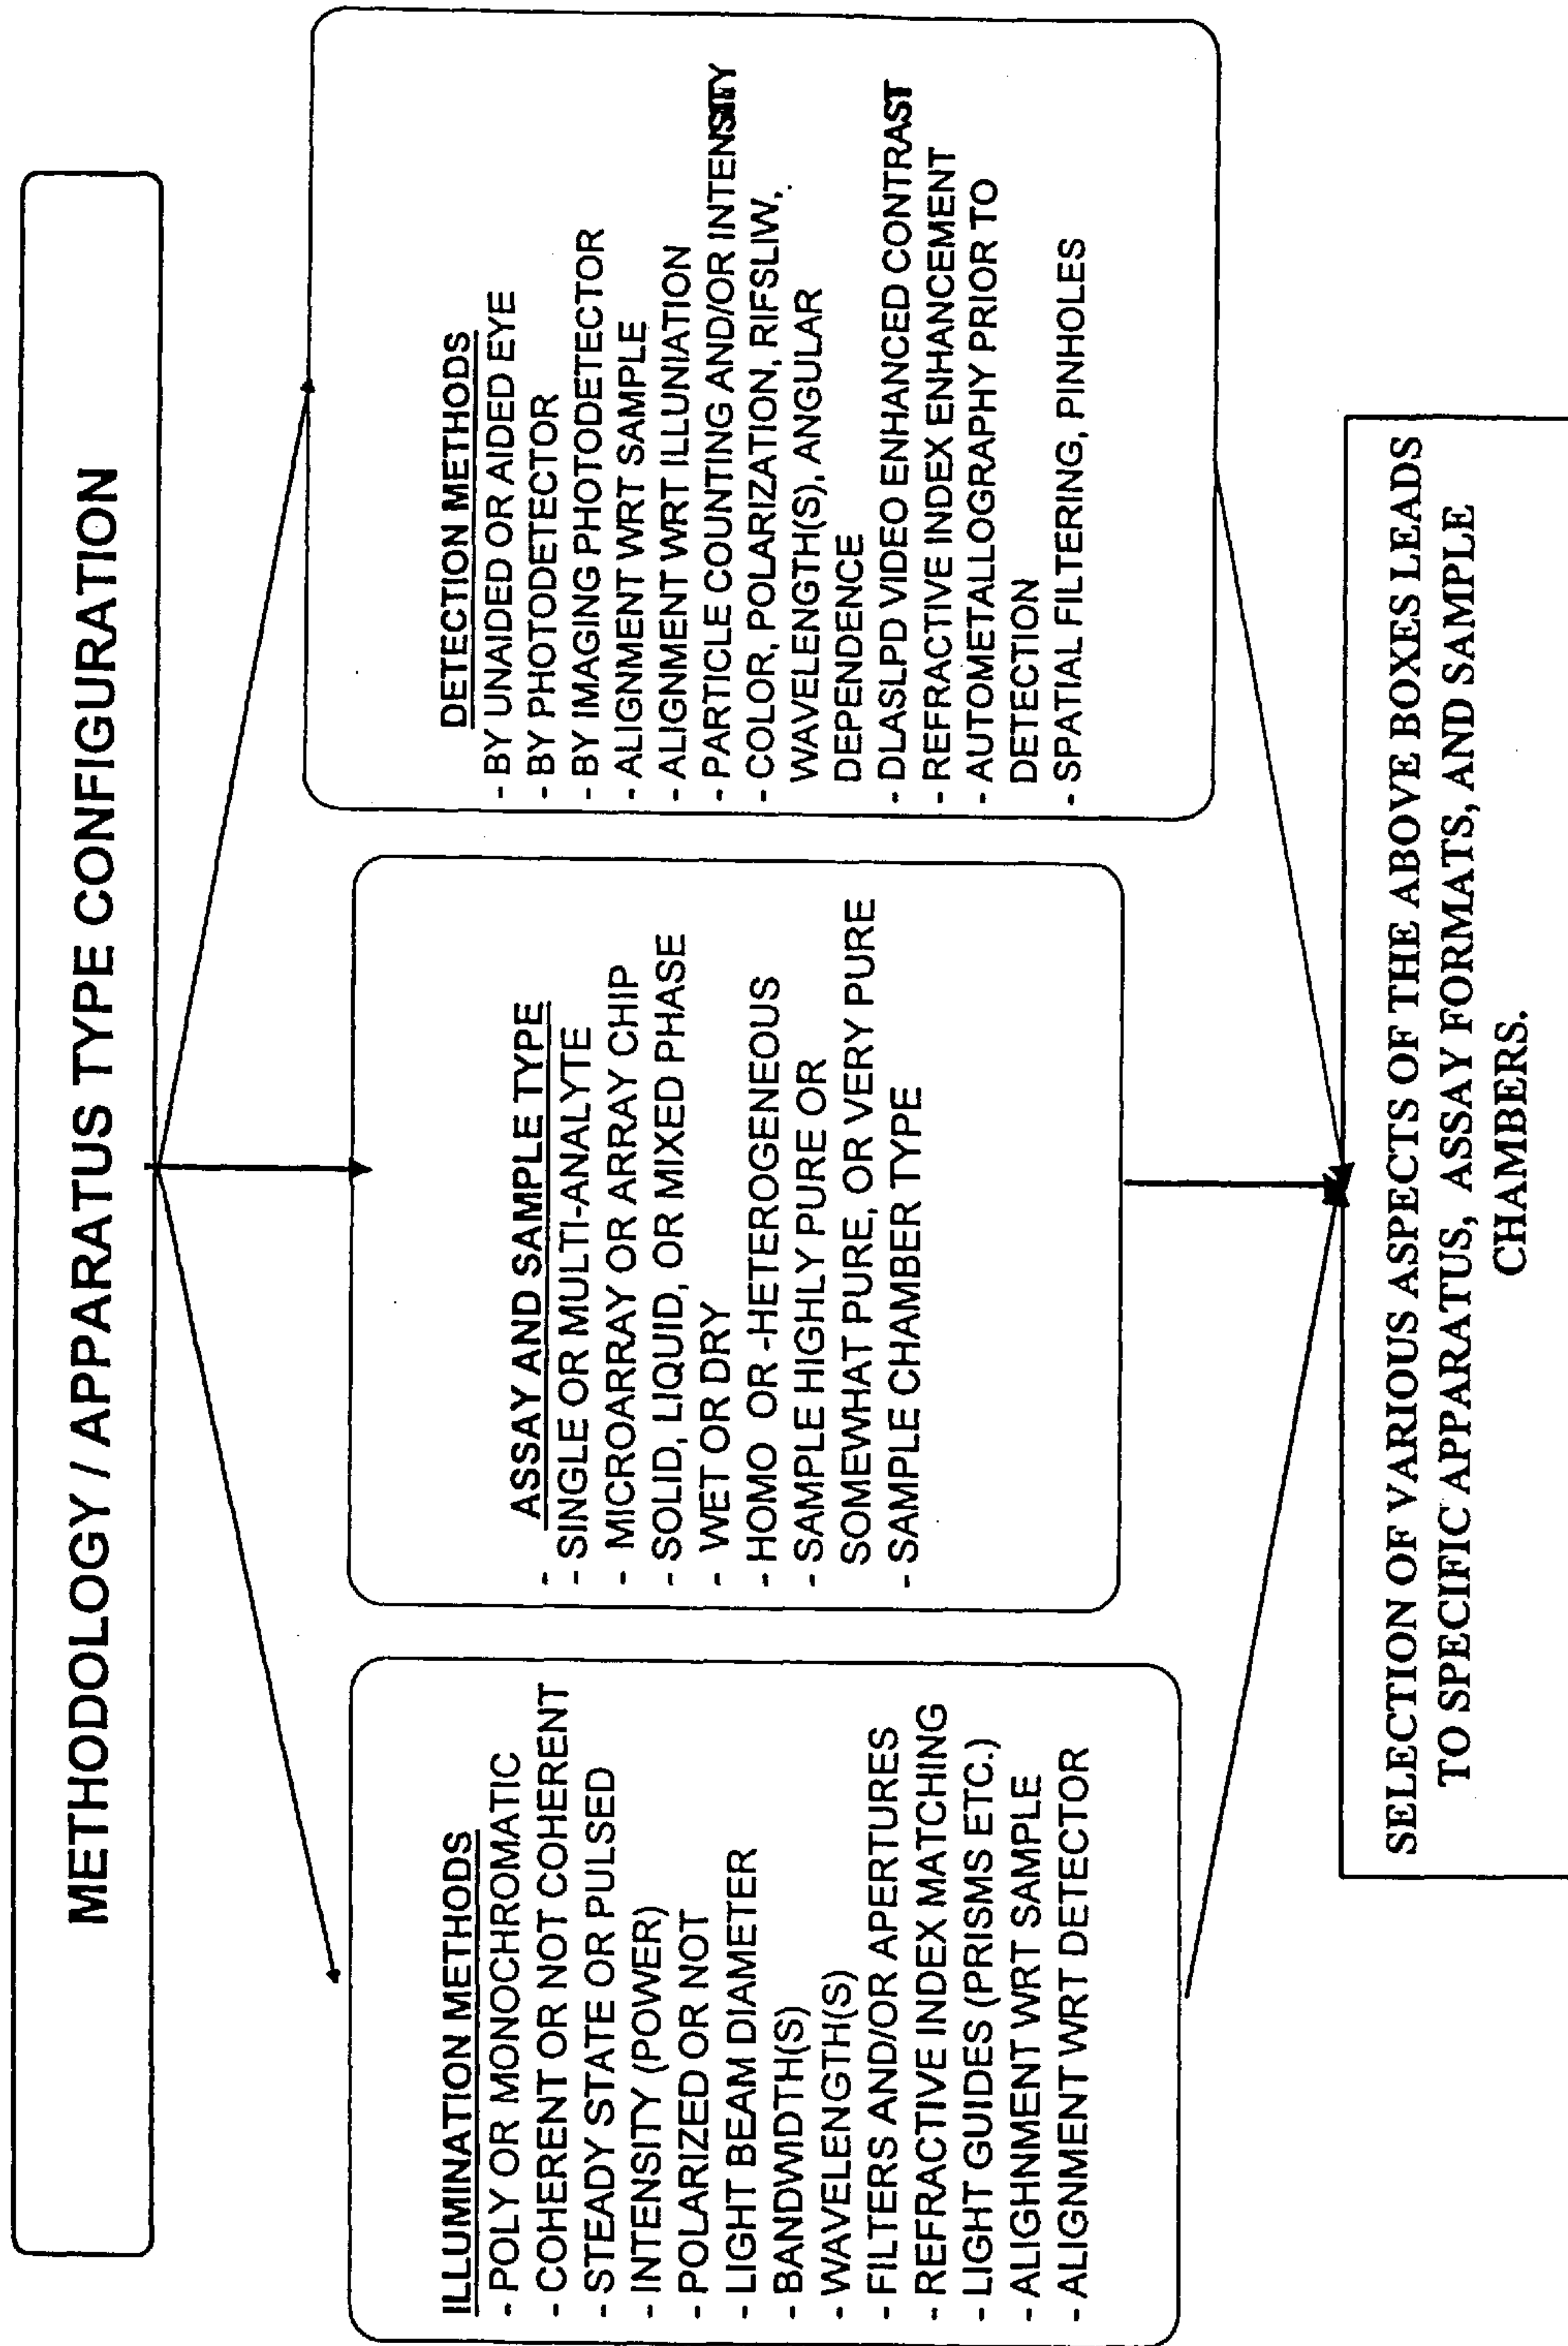 METHODOLOGY / APPARATUS TYPE CONFIGURATION
ILLUMINATION METHODS
- POLY OR MONOCHROMATIC
- COHERENT OR NOT COHERENT
- STEADY STATE OR PULSED
- INTENSITY (POWER)
- POLARIZED OR NOT
- LIGHT BEAM DIAMETER
- BANDWIDTH(S)
- WAVELENGTH(S)
- FILTERS AND/OR APERTURES
- REFRACTIVE INDEX MATCHING
- LIGHT GUIDES (PRISMS ETC.)
- ALIGHNMENT WRT SAMPLE
- ALIGNMENT WRT DETECTOR
ASSAY AND SAMPLE TYPE
-
- SINGLE OR MULTI-ANALYTE
- MICROARRAY OR ARRAY CHIP
- SOLID, LIQUID, OR MIXED PHASE
- WET OR DRY
- HOMO OR -HETEROGENEOUS
- SAMPLE HIGHLY PURE OR
SOMEWHAT PURE, OR VERY PURE
- SAMPLE CHAMBER TYPE
DETECTION METHODS
- BY UNAIDED OR AIDED EYE
- BY PHOTODETECTOR
- BY IMAGING PHOTODETECTOR
- ALIGNMENT WRT SAMPLE
- ALIGNMENT WRT ILLUNIATION
- PARTICLE COUNTING AND/OR INTENSITY
- COLOR, POLARIZATION, RIFSLIW,
WAVELENGTH(S), ANGULAR
DEPENDENCE
- DLASLPD VIDEO ENHANCED CONTRAST
- REFRACTIVE INDEX ENHANCEMENT
- AUTOMETALLOGRAPHY PRIOR TO
DETECTION
- SPATIAL FILTERING, PINHOLES
SELECTION OF VARIOUS ASPECTS OF THE ABOVE BOXES LEADS
TO SPECIFIC APPARATUS, ASSAY FORMATS, AND SAMPLE
CHAMBERS.